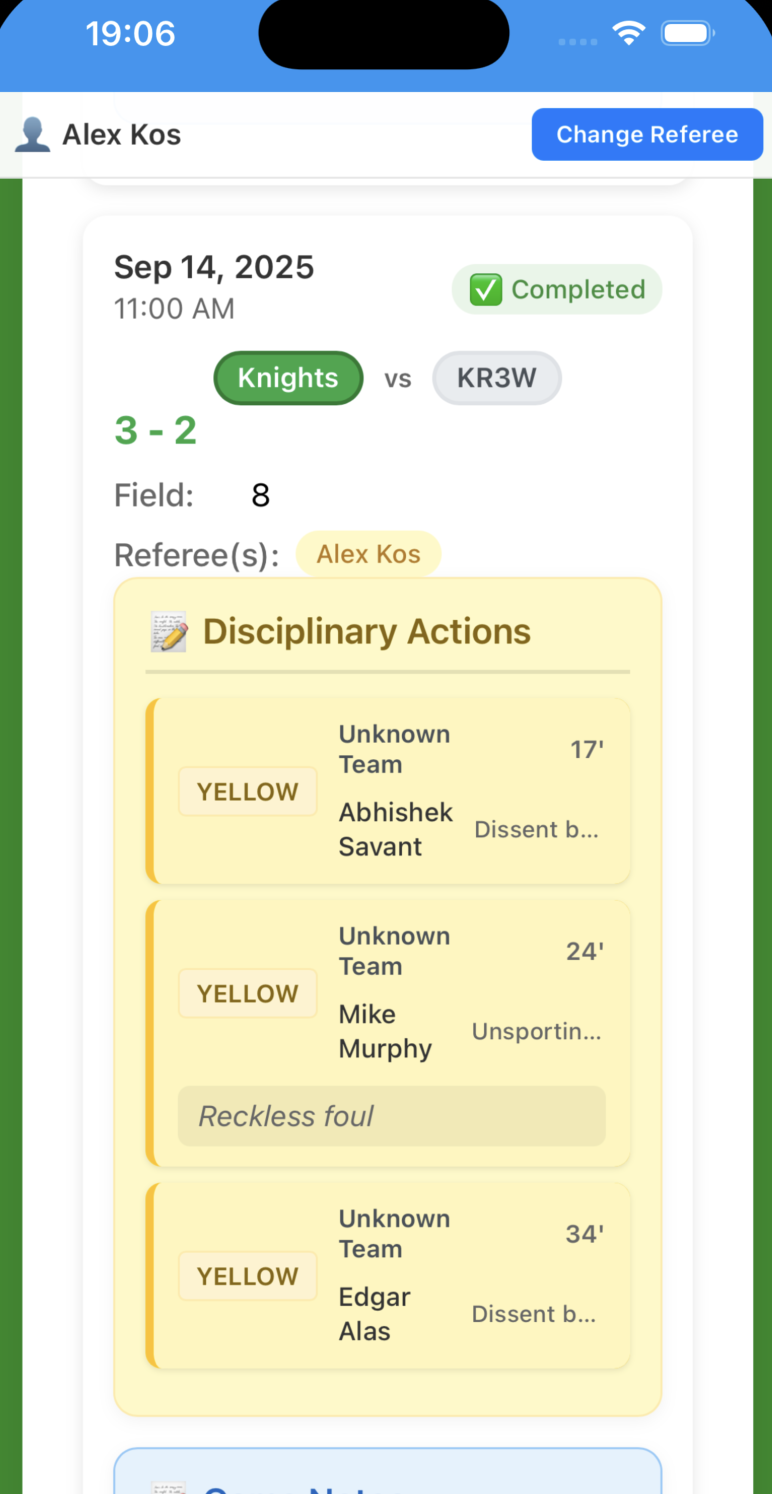 19:06
Alex Kos
Change Referee
Sep 14, 2025
11:00 AM
✅ Completed
Knights vs KR3W
3 - 2
Field: 8
Referee(s): Alex Kos
Disciplinary Actions
YELLOW
Unknown
Team
17'
Abhishek
Savant
Dissent b...
YELLOW
Unknown
Team
24'
Mike
Murphy
Unsportin...
Reckless foul
YELLOW
Unknown
Team
34'
Edgar
Alas
Dissent b...